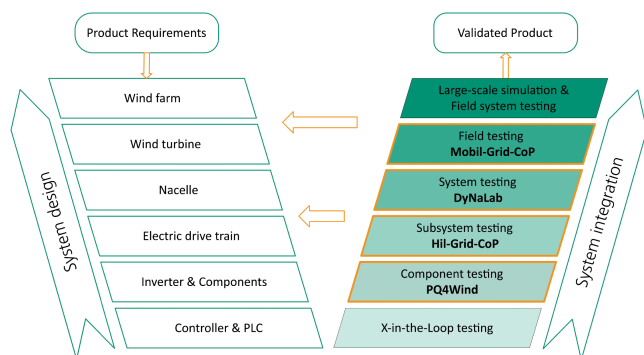 Product Requirements
Validated Product
Wind farm
Wind turbine
Nacelle
Electric drive train
Inverter & Components
Controller & PLC
System design
Large-scale simulation &
Field system testing
Field testing
Mobil-Grid-CoP
System testing
DyNaLab
Subsystem testing
Hil-Grid-CoP
Component testing
PQ4Wind
X-in-the-Loop testing
System integration